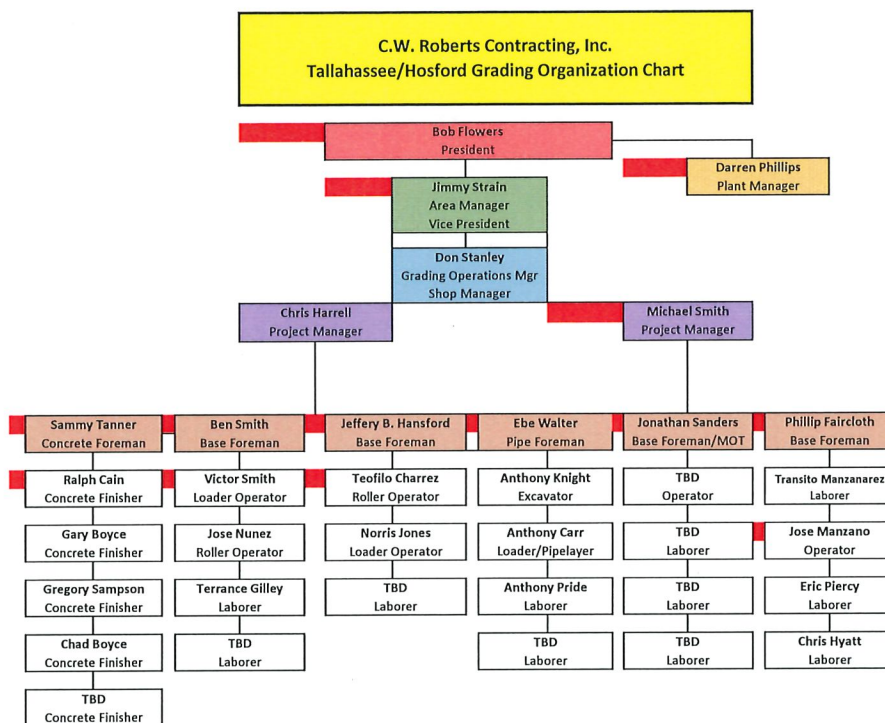 C.W. Roberts Contracting, Inc.
Tallahassee/Hosford Grading Organization Chart
Bob Flowers
President
Darren Phillips
Plant Manager
Jimmy Strain
Area Manager
Vice President
Don Stanley
Grading Operations Mgr
Shop Manager
Chris Harrell
Project Manager
Michael Smith
Project Manager
Sammy Tanner
Concrete Foreman
Ben Smith
Base Foreman
Jeffery B. Hansford
Base Foreman
Ebe Walter
Pipe Foreman
Jonathan Sanders
Base Foreman/MOT
Phillip Faircloth
Base Foreman
Ralph Cain
Concrete Finisher
Victor Smith
Loader Operator
Teofilo Charrez
Roller Operator
Anthony Knight
Excavator
TBD
Operator
Transito Manzanarez
Laborer
Gary Boyce
Concrete Finisher
Jose Nunez
Roller Operator
Norris Jones
Loader Operator
Anthony Carr
Loader/Pipelayer
TBD
Laborer
Jose Manzano
Operator
Gregory Sampson
Concrete Finisher
Terrance Gilley
Laborer
TBD
Laborer
Anthony Pride
Laborer
TBD
Laborer
Eric Piercy
Laborer
Chad Boyce
Concrete Finisher
TBD
Laborer
TBD
Laborer
TBD
Laborer
Chris Hyatt
Laborer
TBD
Concrete Finisher